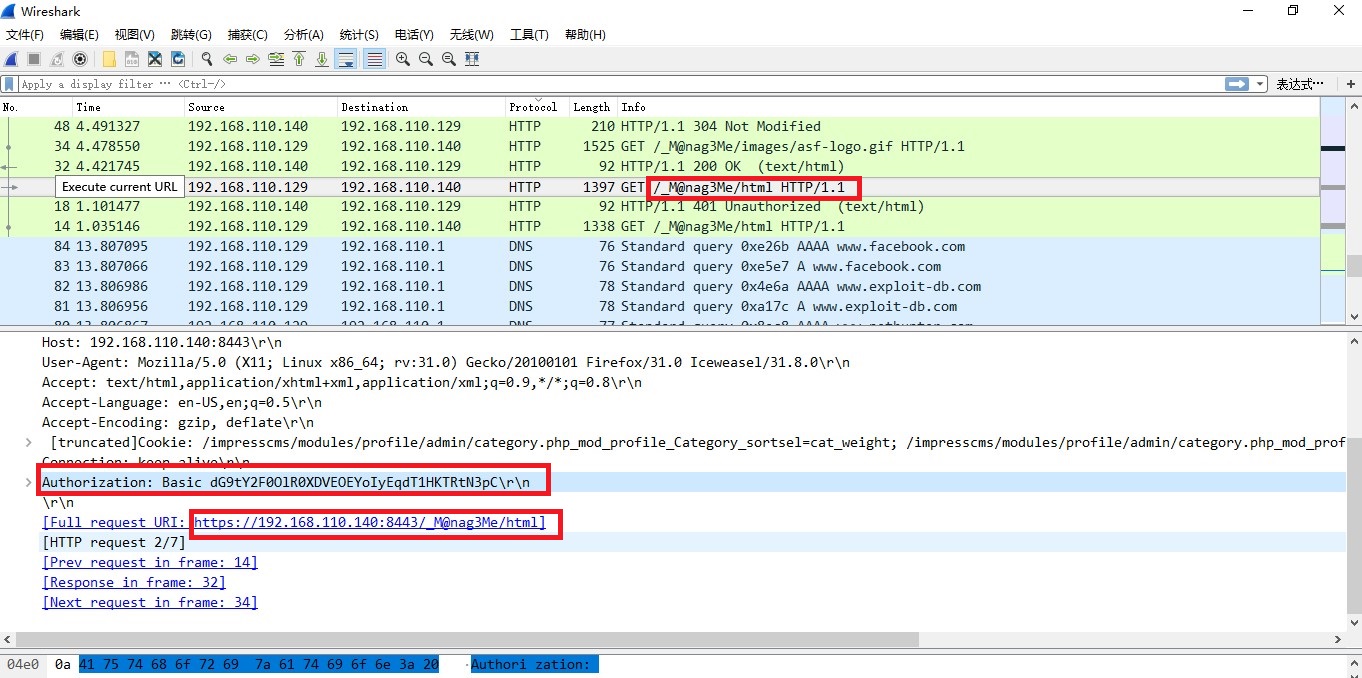 Wireshark
文件(F) 编辑(E) 视图(V) 跳转(G) 捕获(C) 分析(A) 统计(S) 电话(Y) 无线(W) 工具(T) 帮助(H)
Apply a display filter … <Ctrl-/> 表达式… +
No. Time Source Destination Protocol Length Info
48 4.491327 192.168.110.140 192.168.110.129 HTTP 210 HTTP/1.1 304 Not Modified
34 4.478550 192.168.110.129 192.168.110.140 HTTP 1525 GET /_M@nag3Me/images/asf-logo.gif HTTP/1.1
32 4.421745 192.168.110.140 192.168.110.129 HTTP 92 HTTP/1.1 200 OK (text/html)
Execute current URL 192.168.110.129 192.168.110.140 HTTP 1397 GET /_M@nag3Me/html HTTP/1.1
18 1.101477 192.168.110.140 192.168.110.129 HTTP 92 HTTP/1.1 401 Unauthorized (text/html)
14 1.035146 192.168.110.129 192.168.110.140 HTTP 1338 GET /_M@nag3Me/html HTTP/1.1
84 13.807095 192.168.110.129 192.168.110.1 DNS 76 Standard query 0xe26b AAAA www.facebook.com
83 13.807066 192.168.110.129 192.168.110.1 DNS 76 Standard query 0xe5e7 A www.facebook.com
82 13.806986 192.168.110.129 192.168.110.1 DNS 78 Standard query 0x4e6a AAAA www.exploit-db.com
81 13.806956 192.168.110.129 192.168.110.1 DNS 78 Standard query 0xa17c A www.exploit-db.com
80 13.806867 192.168.110.129 192.168.110.1 DNS 77 Standard query AAAA
Host: 192.168.110.140:8443\r\n
User-Agent: Mozilla/5.0 (X11; Linux x86_64; rv:31.0) Gecko/20100101 Firefox/31.0 Iceweasel/31.8.0\r\n
Accept: text/html,application/xhtml+xml,application/xml;q=0.9,*/*;q=0.8\r\n
Accept-Language: en-US,en;q=0.5\r\n
Accept-Encoding: gzip, deflate\r\n
[truncated]Cookie: /impresscms/modules/profile/admin/category.php_mod_profile_Category_sortsel=cat_weight; /impresscms/modules/profile/admin/category.php_mod_prof
Connection: keep-alive\r\n
Authorization: Basic dG9tY2F0OlR0XDVEOEYoIyEqdT1HKTRtN3pC\r\n
\r\n
[Full request URI: https://192.168.110.140:8443/_M@nag3Me/html]
[HTTP request 2/7]
[Prev request in frame: 14]
[Response in frame: 32]
[Next request in frame: 34]
04e0 0a 41 75 74 68 6f 72 69 7a 61 74 69 6f 6e 3a 20 ·Authori zation: